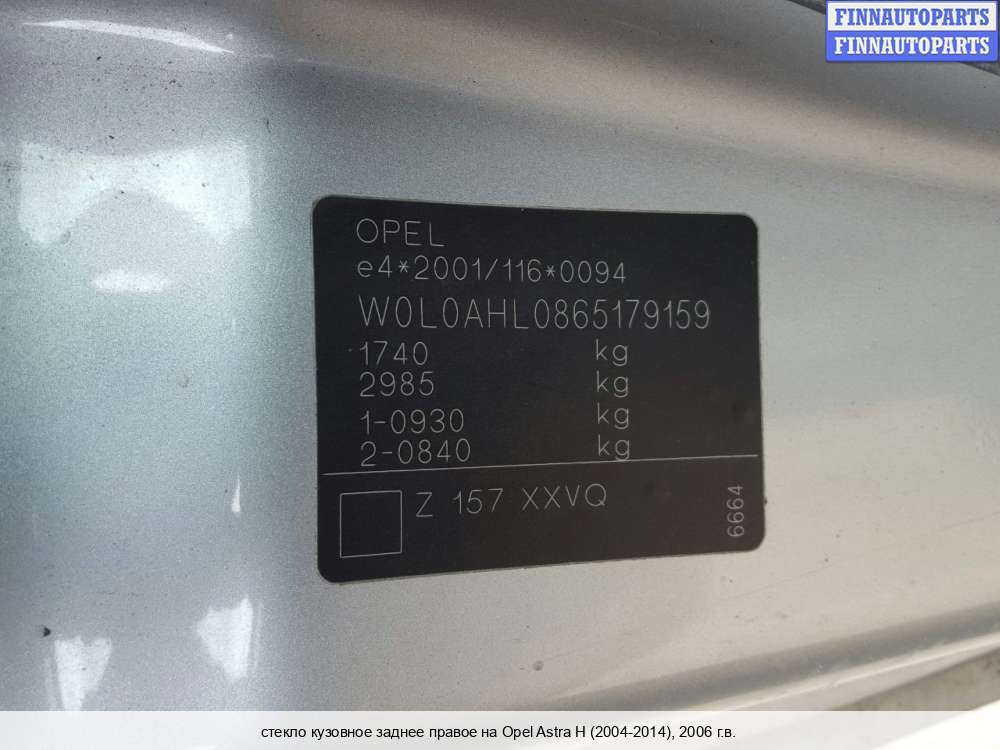 FINNAUTOPARTS
FINNAUTOPARTS
OPEL
e4*2001/116*0094
W0L0AHL0865179159
1740 kg
2985 kg
1-0930 kg
2-0840 kg
Z 157 XXVQ
6664
стекло кузовное заднее правое на Opel Astra H (2004-2014), 2006 г.в.